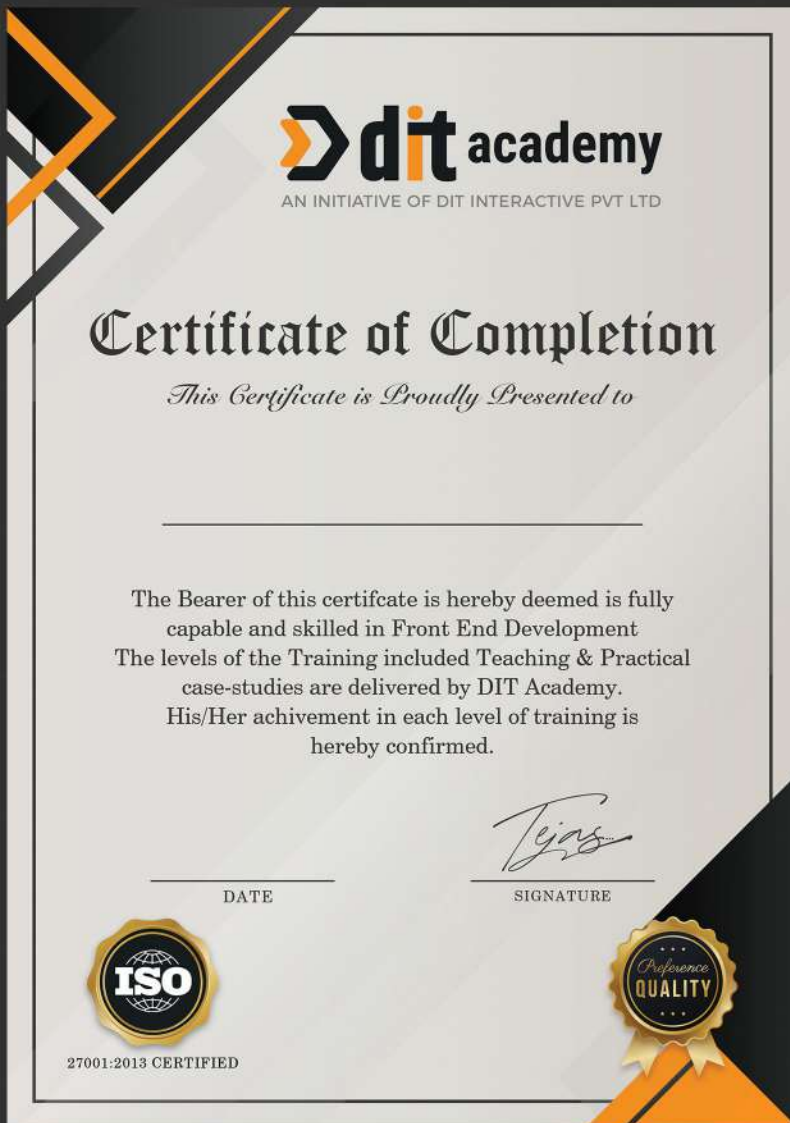 dit academy
AN INITIATIVE OF DIT INTERACTIVE PVT LTD
Certificate of Completion
This Certificate is Proudly Presented to
The Bearer of this certifcate is hereby deemed is fully
capable and skilled in Front End Development
The levels of the Training included Teaching & Practical
case-studies are delivered by DIT Academy.
His/Her achivement in each level of training is
hereby confirmed.
Tejas
DATE
SIGNATURE
ISO
27001:2013 CERTIFIED
Preference
QUALITY